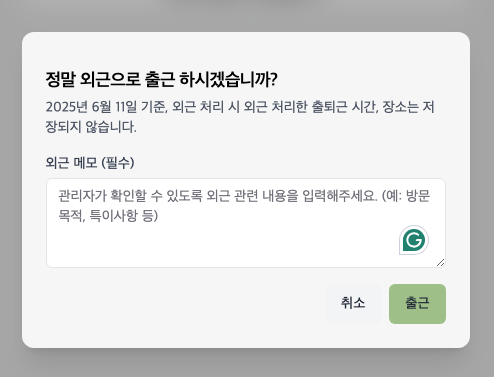 정말 외근으로 출근 하시겠습니까?
2025년 6월 11일 기준, 외근 처리 시 외근 처리한 출퇴근 시간, 장소는 저
장되지 않습니다.
외근 메모 (필수)
관리자가 확인할 수 있도록 외근 관련 내용을 입력해주세요. (예: 방문
목적, 특이사항 등)
취소
출근